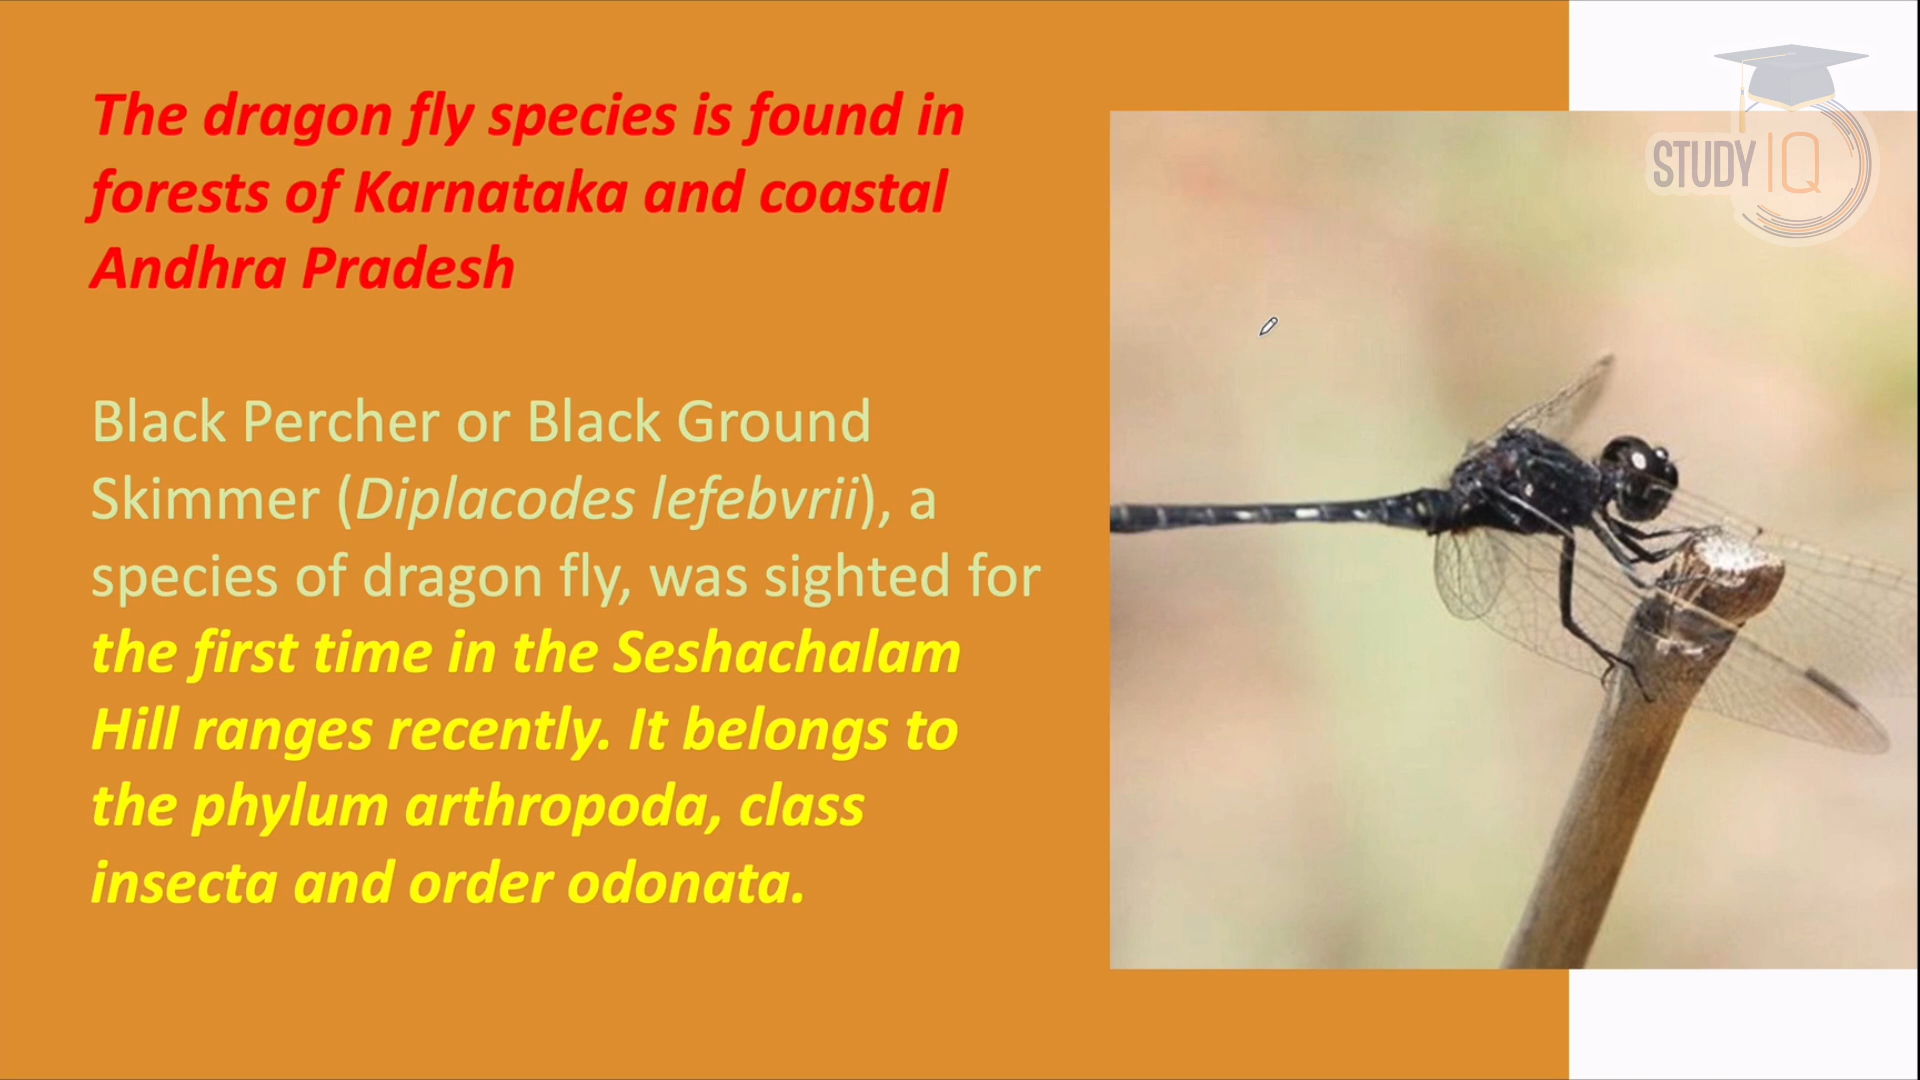 The dragon fly species is found in
forests of Karnataka and coastal
Andhra Pradesh
Black Percher or Black Ground
Skimmer (Diplacodes lefebvrii), a
species of dragon fly, was sighted for
the first time in the Seshachalam
Hill ranges recently. It belongs to
the phylum arthropoda, class
insecta and order odonata.
STUDY IQ